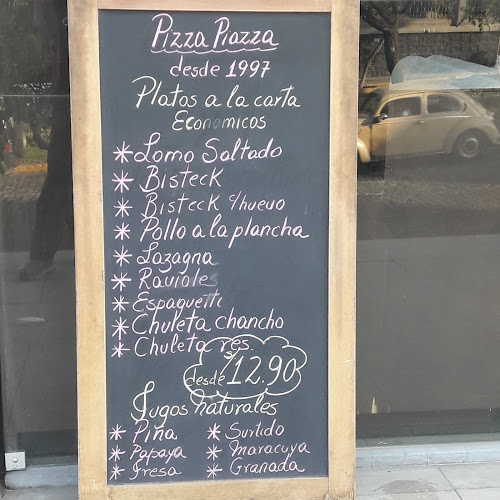 Pizza Piazza
desde 1997
Platos a la carta
Economicos
* Lomo Saltado
* Bisteck
* Bisteck c/huevo
* Pollo a la plancha
* Lazagna
* Ravioles
* Espaguetti
* Chuleta chancho
* Chuleta res.
desde S/12.90
Jugos naturales
* Piña * Surtido
* Papaya * Maracuya
* fresa * Granada